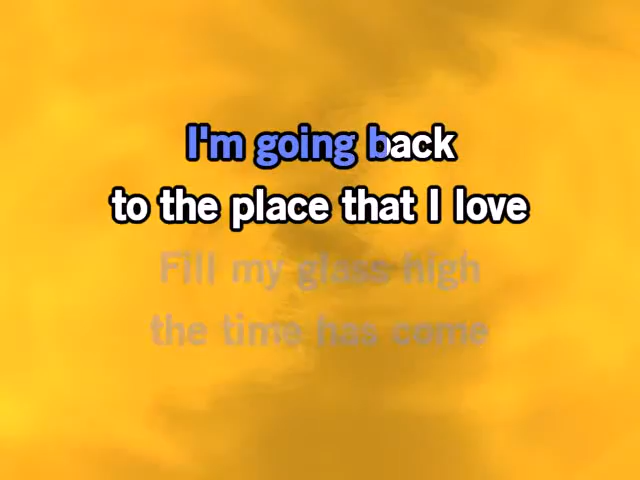 I'm going back
to the place that I love
Fill my glass high
the time has come